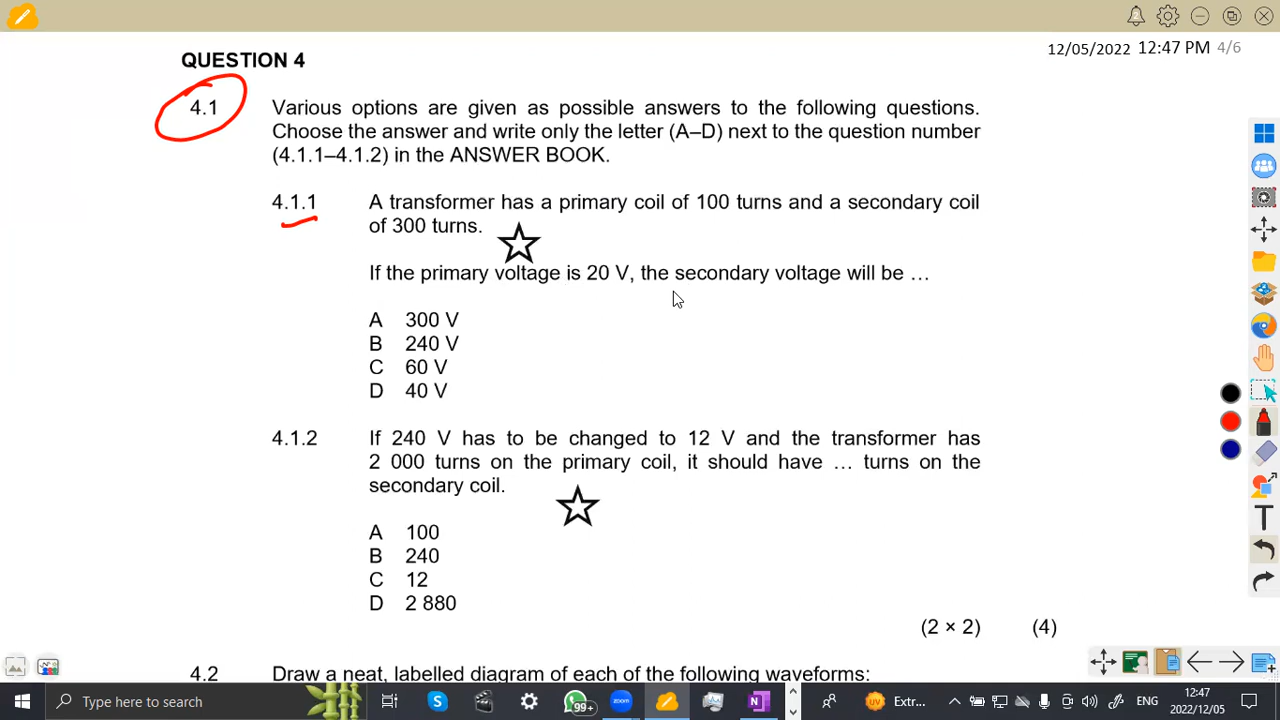 12/05/2022 12:47 PM 4/6
QUESTION 4
4.1 Various options are given as possible answers to the following questions.
Choose the answer and write only the letter (A–D) next to the question number
(4.1.1–4.1.2) in the ANSWER BOOK.
4.1.1 A transformer has a primary coil of 100 turns and a secondary coil
of 300 turns.
If the primary voltage is 20 V, the secondary voltage will be …
A 300 V
B 240 V
C 60 V
D 40 V
4.1.2 If 240 V has to be changed to 12 V and the transformer has
2 000 turns on the primary coil, it should have … turns on the
secondary coil.
A 100
B 240
C 12
D 2 880
(2 × 2) (4)
4.2 Draw a neat, labelled diagram of each of the following waveforms:
T
Type here to search
99+
zoom
Extr...
ENG
12:47
2022/12/05